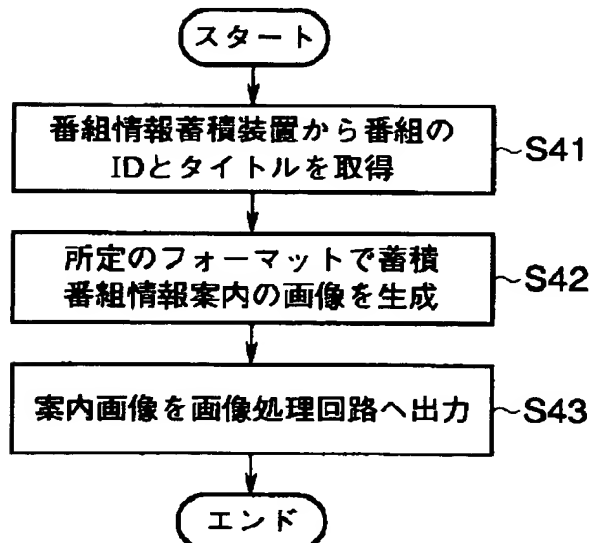 スタート
番組情報蓄積装置から番組の
IDとタイトルを取得
S41
所定のフォーマットで蓄積
番組情報案内の画像を生成
S42
案内画像を画像処理回路へ出力
S43
エンド